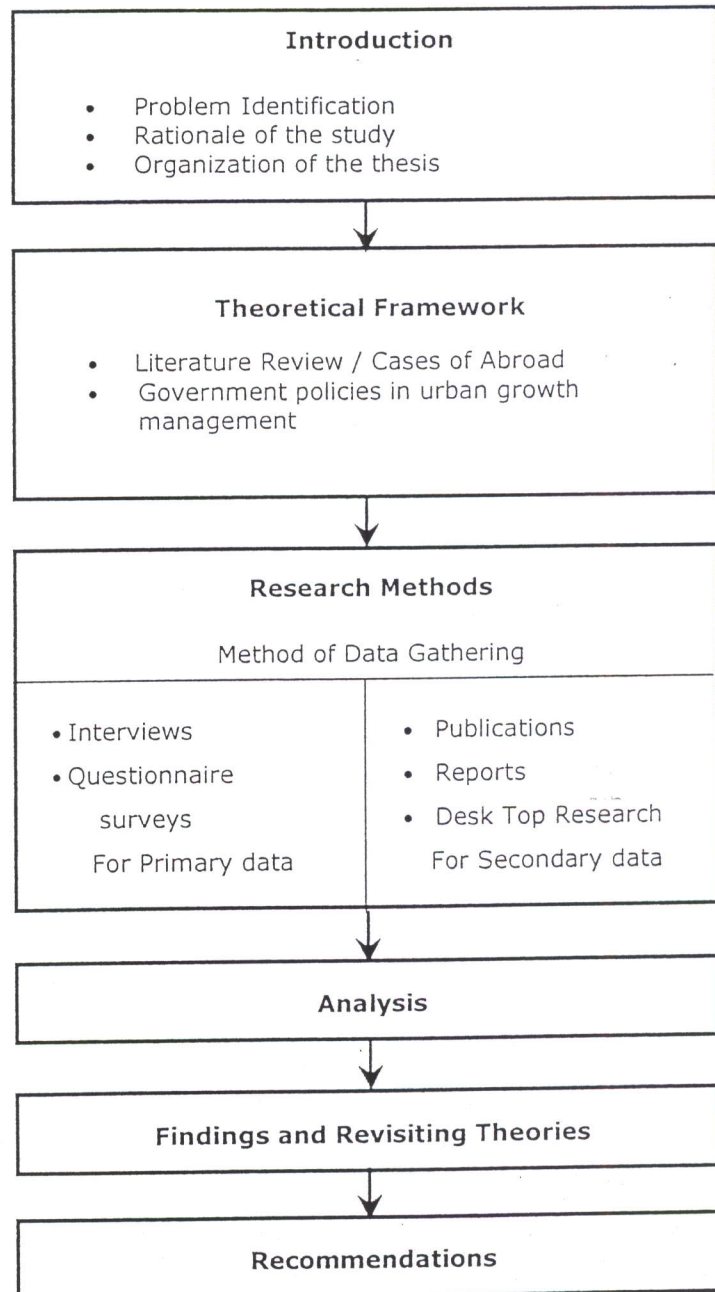 Introduction
• Problem Identification
• Rationale of the study
• Organization of the thesis
Theoretical Framework
• Literature Review / Cases of Abroad
• Government policies in urban growth
management
Research Methods
Method of Data Gathering
• Interviews
• Questionnaire
surveys
For Primary data
• Publications
• Reports
• Desk Top Research
For Secondary data
Analysis
Findings and Revisiting Theories
Recommendations